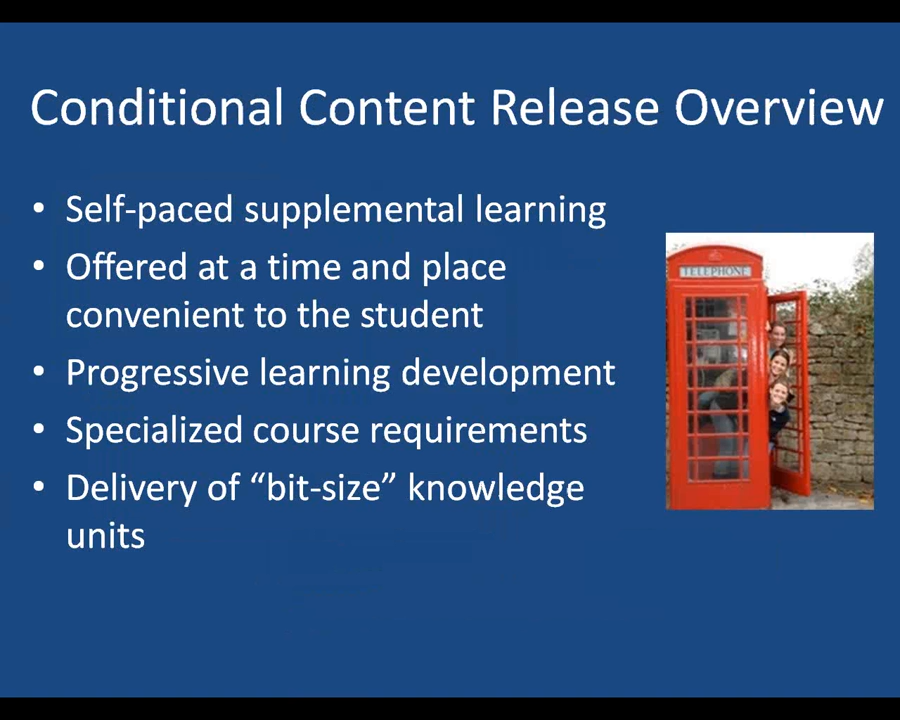 Conditional Content Release Overview
• Self-paced supplemental learning
• Offered at a time and place
convenient to the student
• Progressive learning development
• Specialized course requirements
• Delivery of “bit-size” knowledge
units
TELEPHONE